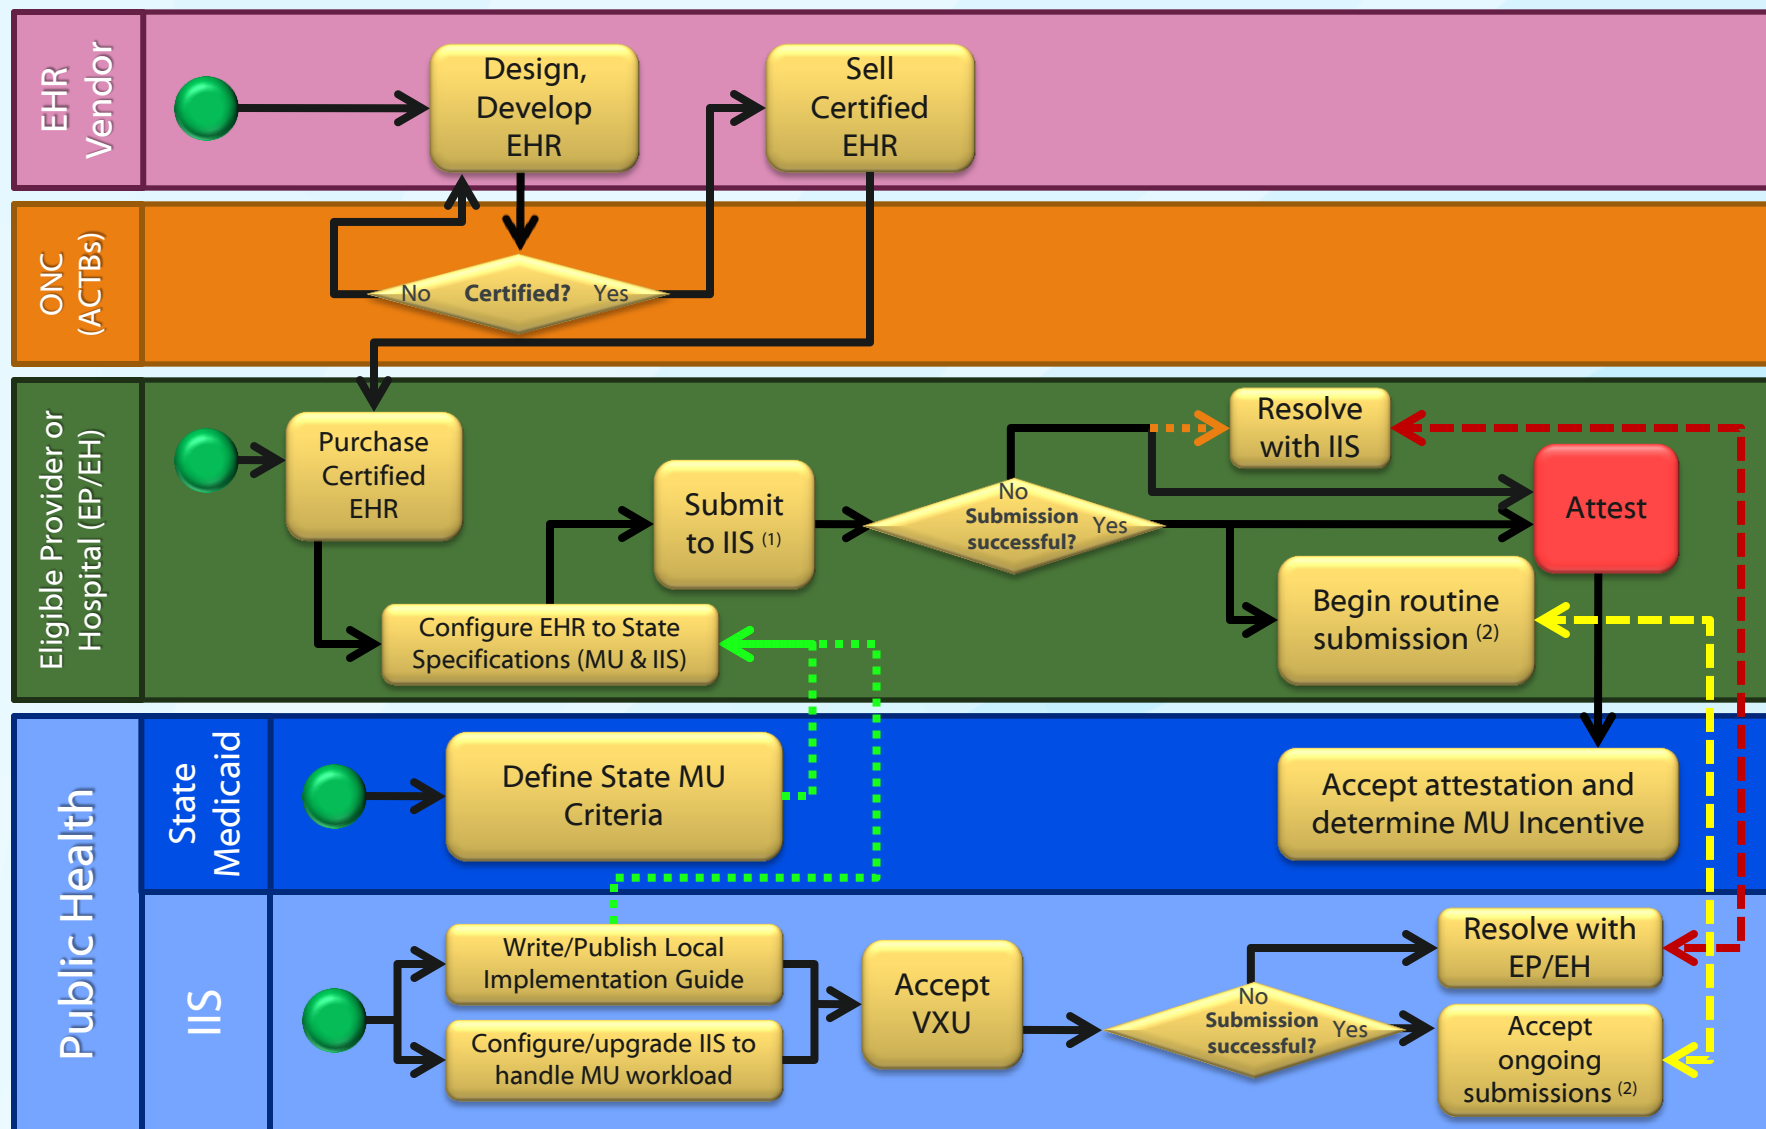 EHR
Vendor
Design,
Develop
EHR
Sell
Certified
EHR
ONC
(ACTBs)
No
Certified?
Yes
Eligible Provider or
Hospital (EP/EH)
Purchase
Certified
EHR
Configure EHR to State
Specifications (MU & IIS)
Submit
to IIS (1)
No
Submission
successful?
Yes
Resolve
with IIS
Attest
Begin routine
submission (2)
Public Health
State
Medicaid
Define State MU
Criteria
Accept attestation and
determine MU Incentive
IIS
Write/Publish Local
Implementation Guide
Configure/upgrade IIS to
handle MU workload
Accept
VXU
No
Submission
successful?
Yes
Resolve with
EP/EH
Accept
ongoing
submissions (2)